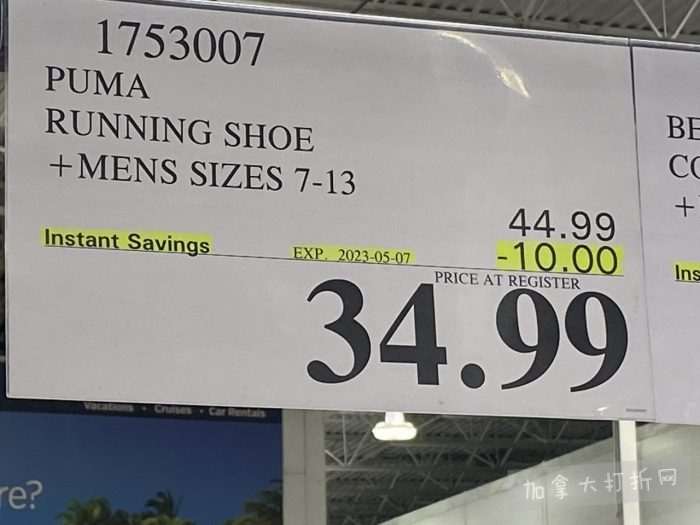 1753007
PUMA
RUNNING SHOE
+MENS SIZES 7-13
44.99
Instant Savings EXP. 2023-05-07 -10.00
PRICE AT REGISTER
34.99
BE
CO
+
Ins
Vacations • Cruises • Car Rentals
re?
加拿大打折网